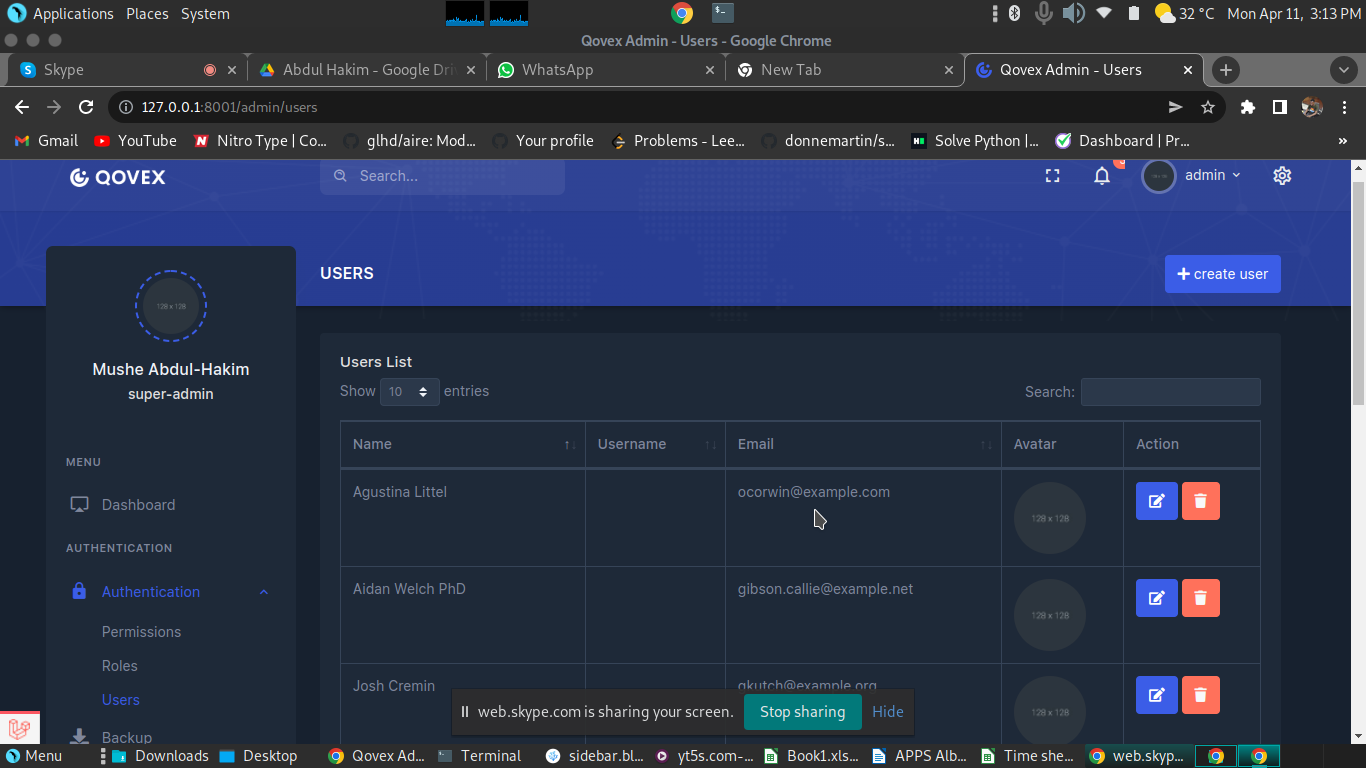 Applications Places System 32 °C Mon Apr 11, 3:13 PM
Qovex Admin - Users - Google Chrome
Skype Abdul Hakim - Google Driv WhatsApp New Tab Qovex Admin - Users
127.0.0.1:8001/admin/users
Gmail YouTube Nitro Type | Co... glhd/aire: Mod... Your profile Problems - Lee... donnemartin/s... Solve Python |... Dashboard | Pr... »
QOVEX Search... admin
USERS + create user
128 x 128
Mushe Abdul-Hakim
super-admin
Users List
Show 10 entries Search:
Name Username Email Avatar Action
MENU
Agustina Littel ocorwin@example.com 128 x 128
Dashboard
AUTHENTICATION
Authentication
Aidan Welch PhD gibson.callie@example.net 128 x 128
Permissions
Roles
Josh Cremin gkutch@example.org 128 x 128
Users
web.skype.com is sharing your screen. Stop sharing Hide
Backup
Menu Downloads Desktop Qovex Ad... Terminal sidebar.bl... yt5s.com-... Book1.xls... APPS Alb... Time she... web.skyp...